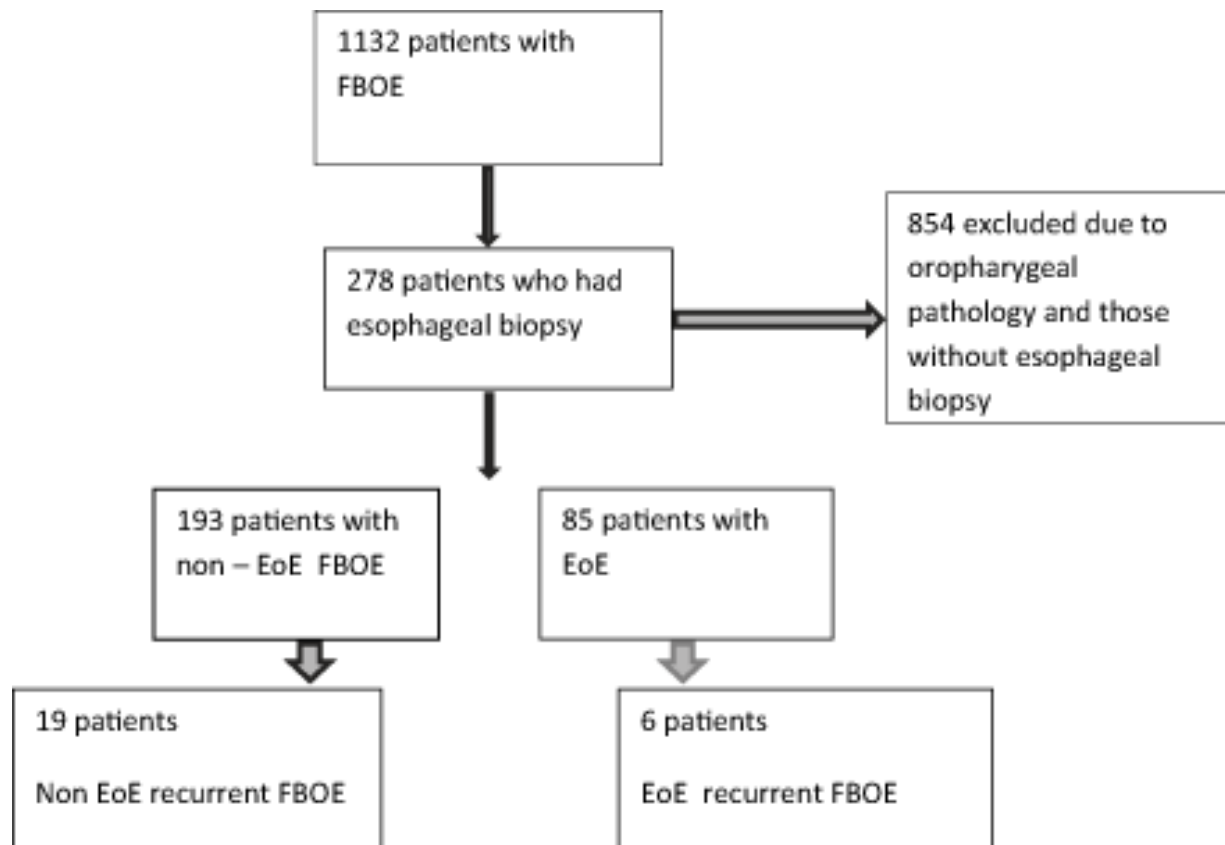 1132 patients with
FBOE
278 patients who had
esophageal biopsy
854 excluded due to
oropharygeal
pathology and those
without esophageal
biopsy
193 patients with
non – EoE  FBOE
85 patients with
EoE
19 patients
Non EoE recurrent FBOE
6 patients
EoE  recurrent FBOE